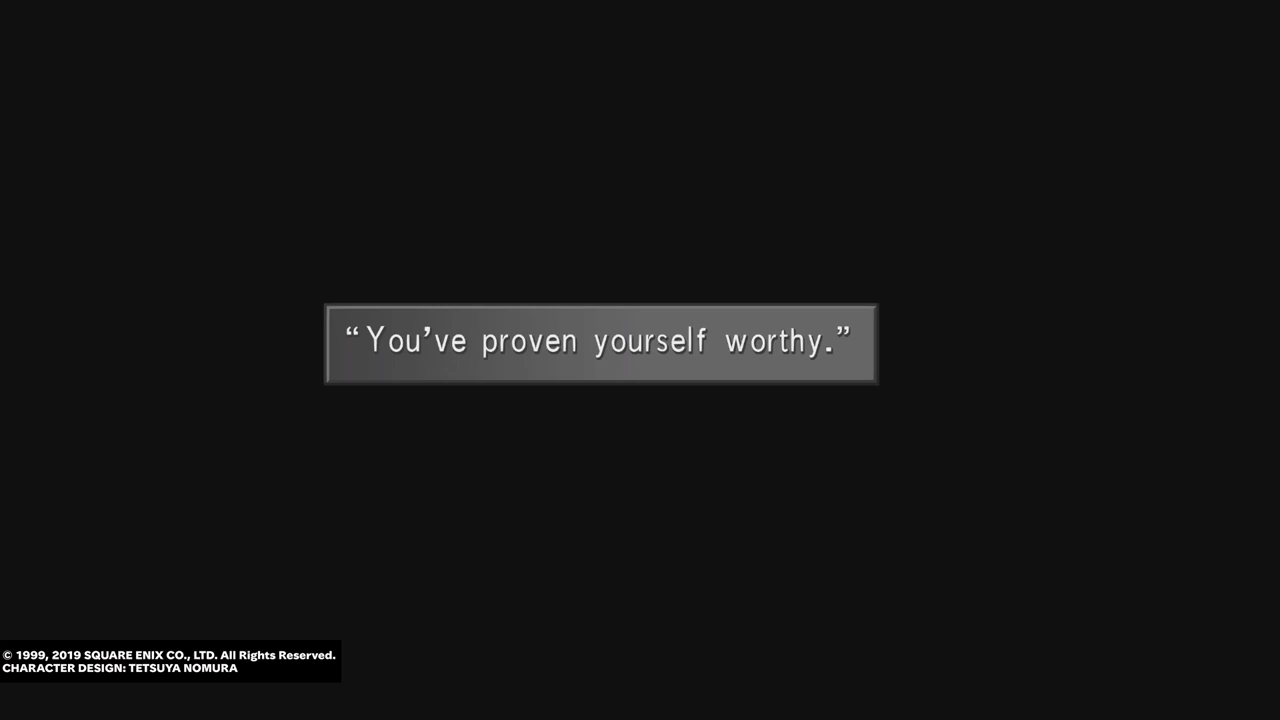 “You’ve proven yourself worthy.”
© 1999, 2019 SQUARE ENIX CO., LTD. All Rights Reserved.
CHARACTER DESIGN: TETSUYA NOMURA